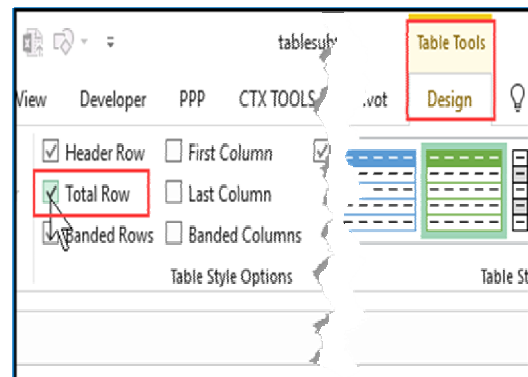 tablesub
Table Tools
View Developer PPP CTX TOOLS vot Design
Header Row First Column
Total Row Last Column
Banded Rows Banded Columns
Table Style Options Table St